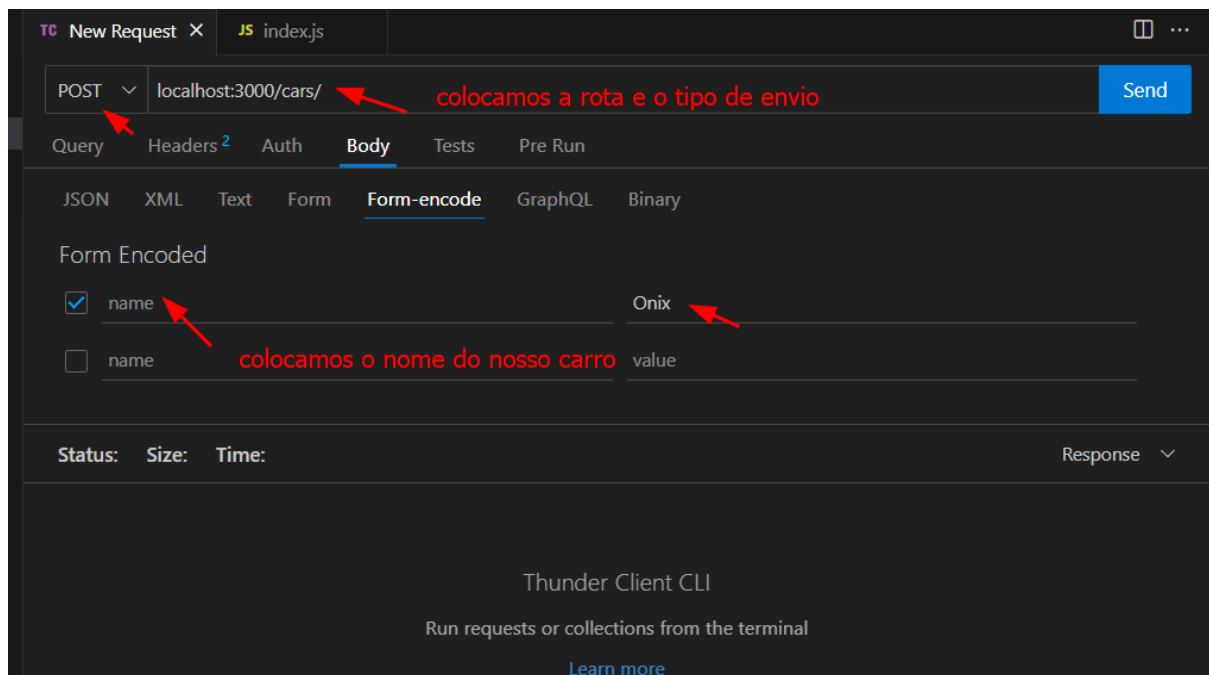 TC New Request × JS index.js ...
POST localhost:3000/cars/ colocamos a rota e o tipo de envio Send
Query Headers 2 Auth Body Tests Pre Run
JSON XML Text Form Form-encode GraphQL Binary
Form Encoded
name Onix
name colocamos o nome do nosso carro value
Status: Size: Time: Response
Thunder Client CLI
Run requests or collections from the terminal
Learn more